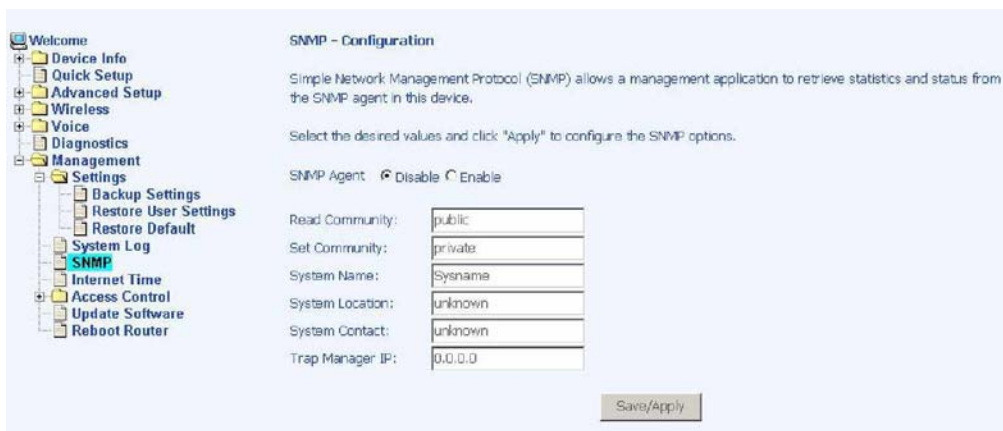 Welcome
Device Info
Quick Setup
Advanced Setup
Wireless
Voice
Diagnostics
Management
Settings
Backup Settings
Restore User Settings
Restore Default
System Log
SNMP
Internet Time
Access Control
Update Software
Reboot Router
SNMP - Configuration
Simple Network Management Protocol (SNMP) allows a management application to retrieve statistics and status from
the SNMP agent in this device.
Select the desired values and click "Apply" to configure the SNMP options.
SNMP Agent Disable Enable
Read Community: public
Set Community: private
System Name: Sysname
System Location: unknown
System Contact: unknown
Trap Manager IP: 0.0.0.0
Save/Apply